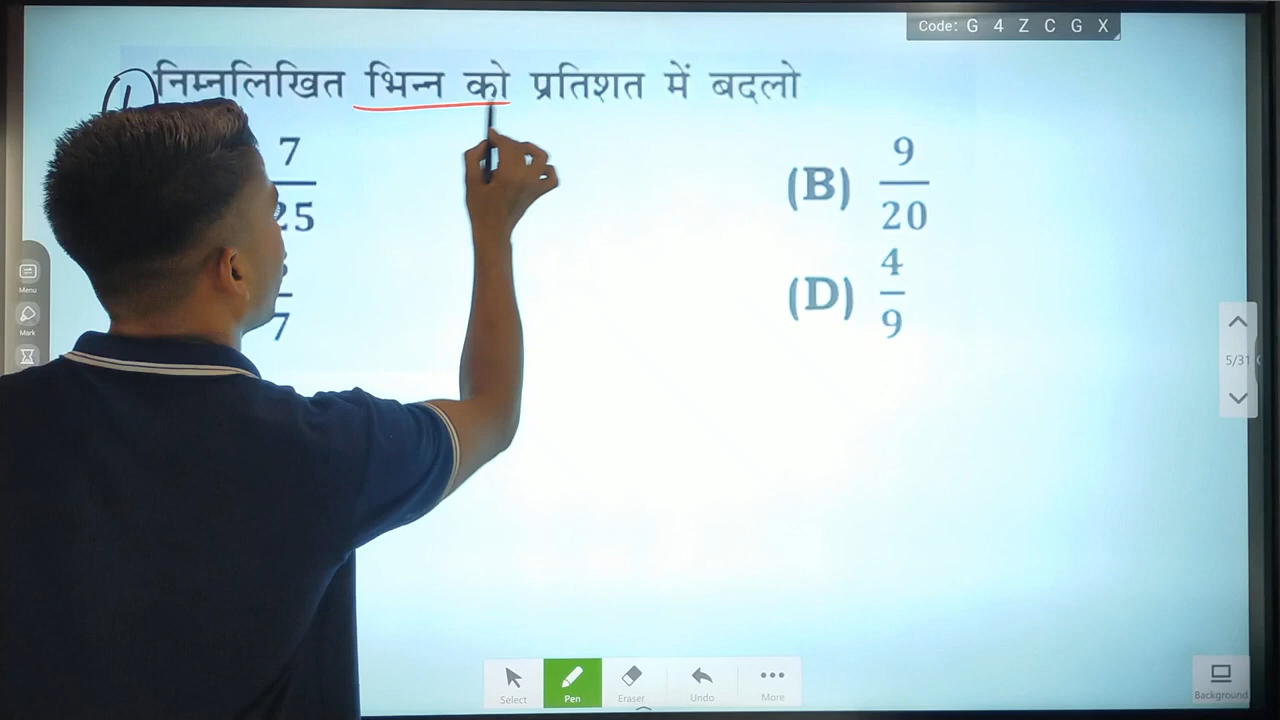 Code: G 4 Z C G X
निम्नलिखित भिन्न को प्रतिशत में बदलो
7
25
(B) 9
20
7
(D) 4
9
Menu
Mark
5/31
Select
Pen
Eraser
Undo
More
Background